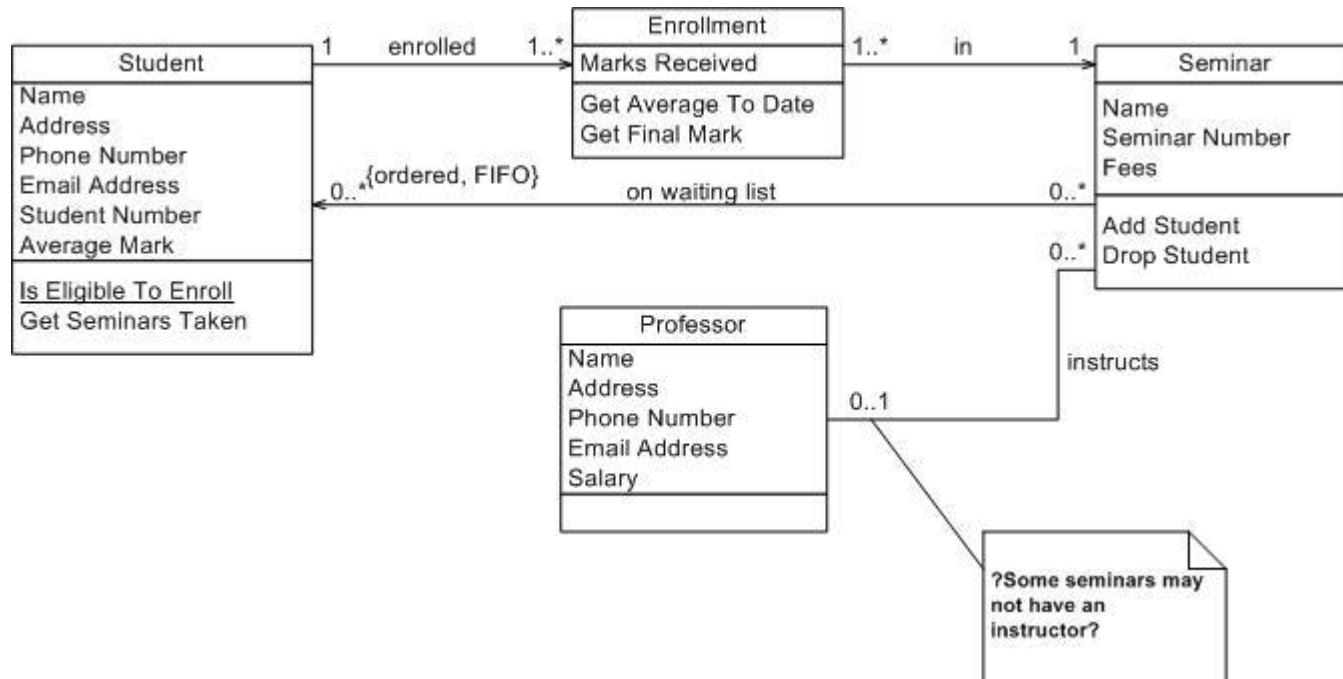 Student
Name
Address
Phone Number
Email Address
Student Number
Average Mark
Is Eligible To Enroll
Get Seminars Taken
1 enrolled 1..*
Enrollment
Marks Received
Get Average To Date
Get Final Mark
1..* in 1
Seminar
Name
Seminar Number
Fees
Add Student
Drop Student
{ordered, FIFO}
0..* on waiting list 0..*
0..*
instructs
0..1
Professor
Name
Address
Phone Number
Email Address
Salary
?Some seminars may
not have an
instructor?